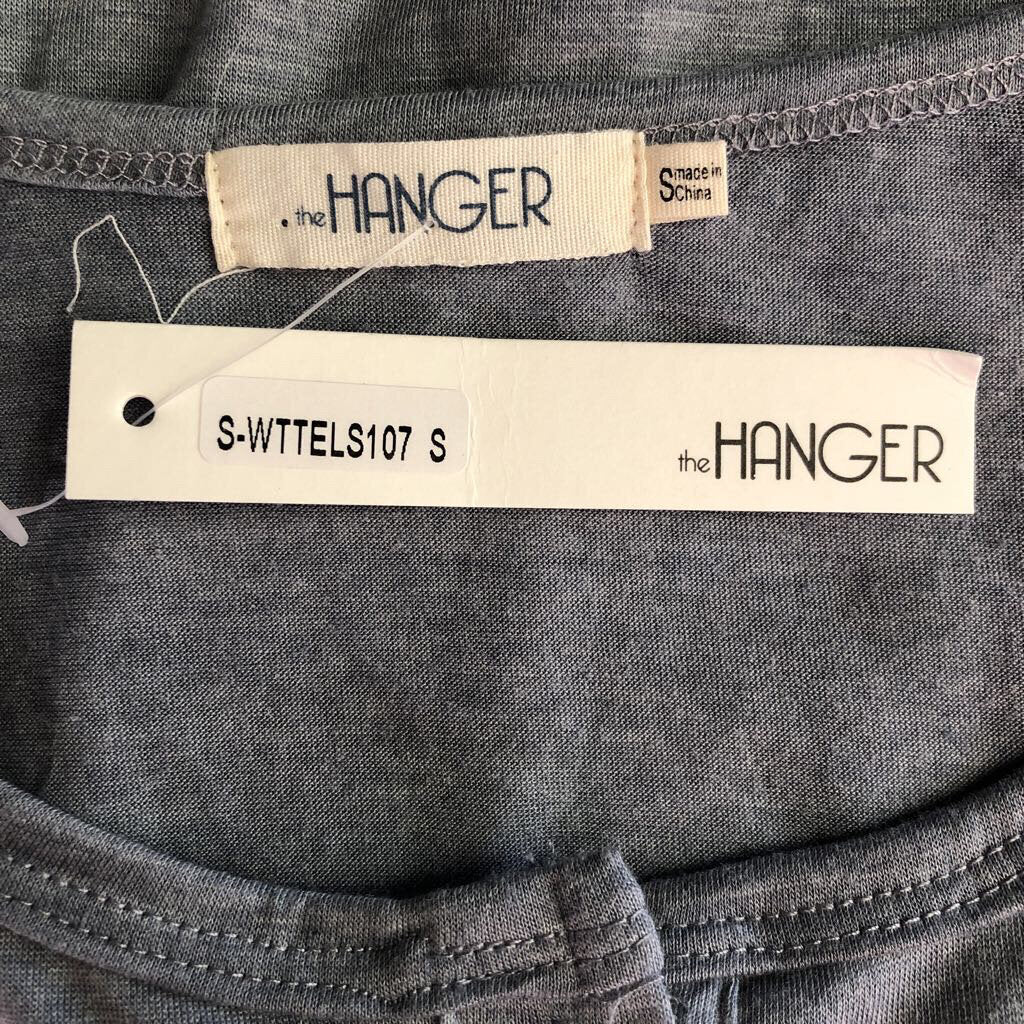 .the HANGER
S made in
China
S-WTTELS107 S
the HANGER